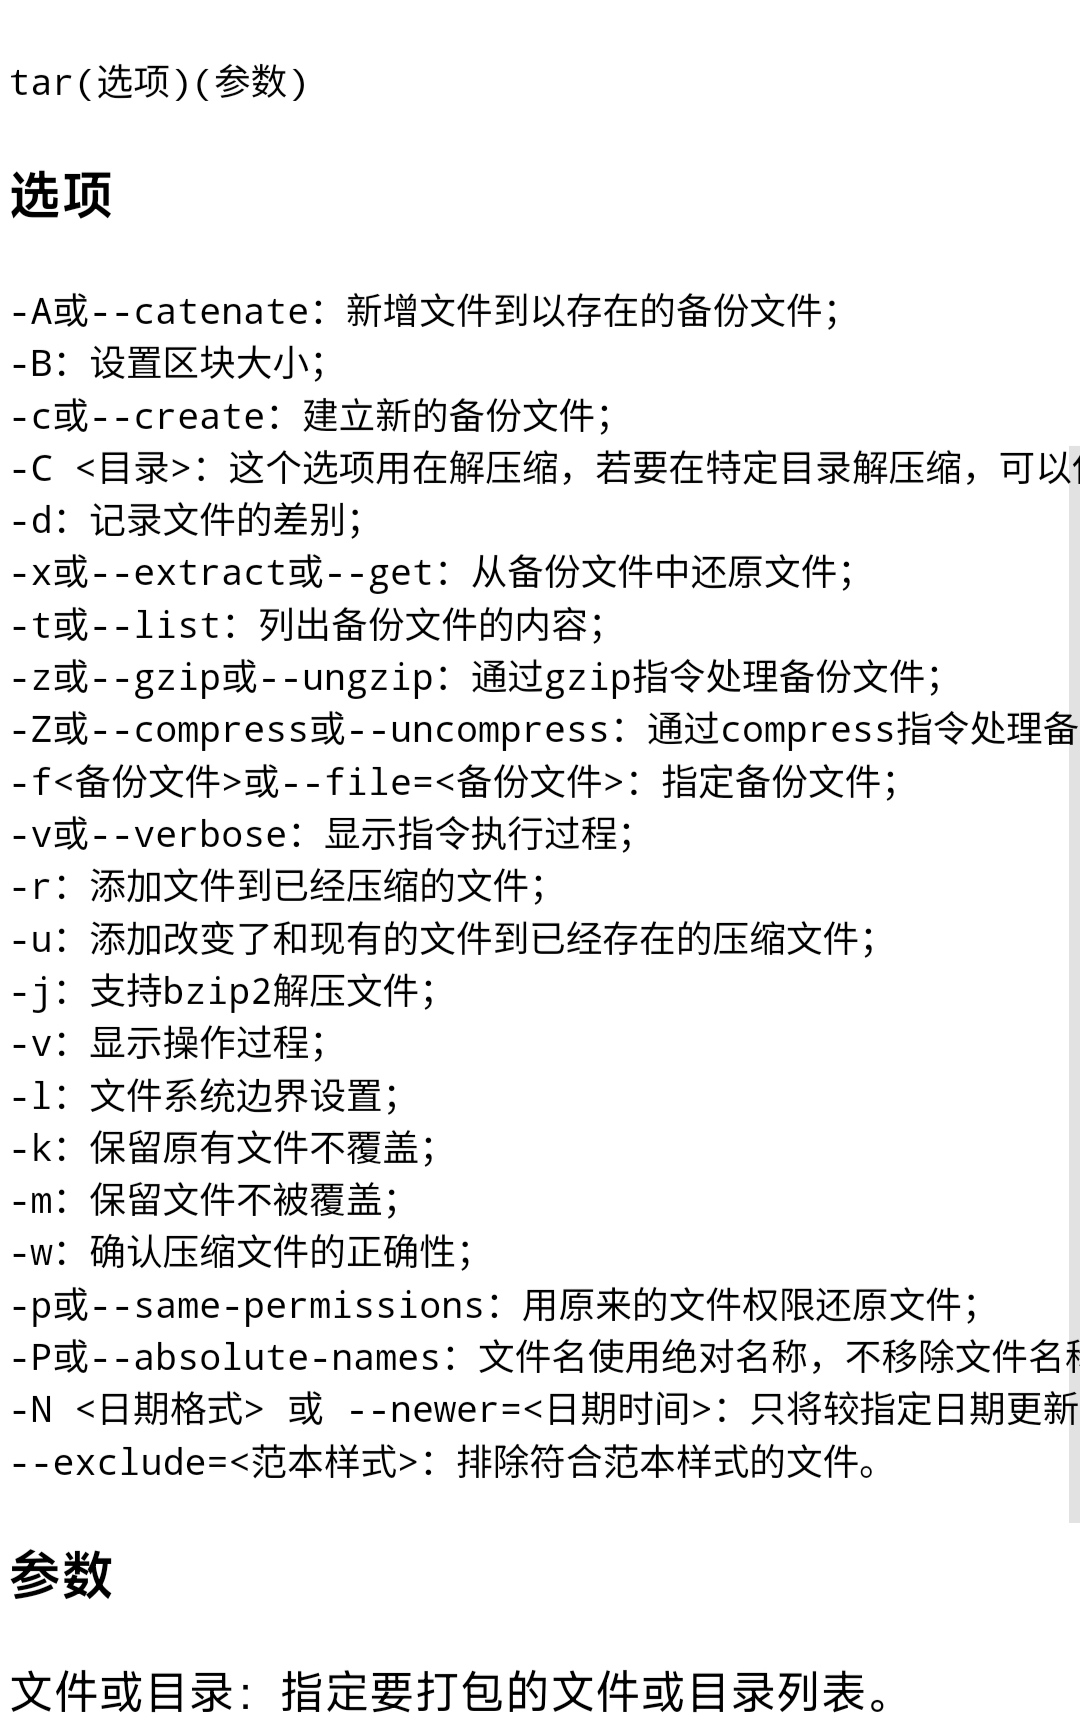 tar(选项)(参数)
选项
-A或--catenate：新增文件到以存在的备份文件；
-B：设置区块大小；
-c或--create：建立新的备份文件；
-C <目录>：这个选项用在解压缩，若要在特定目录解压缩，可以
-d：记录文件的差别；
-x或--extract或--get：从备份文件中还原文件；
-t或--list：列出备份文件的内容；
-z或--gzip或--ungzip：通过gzip指令处理备份文件；
-Z或--compress或--uncompress：通过compress指令处理备
-f<备份文件>或--file=<备份文件>：指定备份文件；
-v或--verbose：显示指令执行过程；
-r：添加文件到已经压缩的文件；
-u：添加改变了和现有的文件到已经存在的压缩文件；
-j：支持bzip2解压文件；
-v：显示操作过程；
-l：文件系统边界设置；
-k：保留原有文件不覆盖；
-m：保留文件不被覆盖；
-w：确认压缩文件的正确性；
-p或--same-permissions：用原来的文件权限还原文件；
-P或--absolute-names：文件名使用绝对名称，不移除文件名
-N <日期格式> 或 --newer=<日期时间>：只将较指定日期更新
--exclude=<范本样式>：排除符合范本样式的文件。
参数
文件或目录：指定要打包的文件或目录列表。